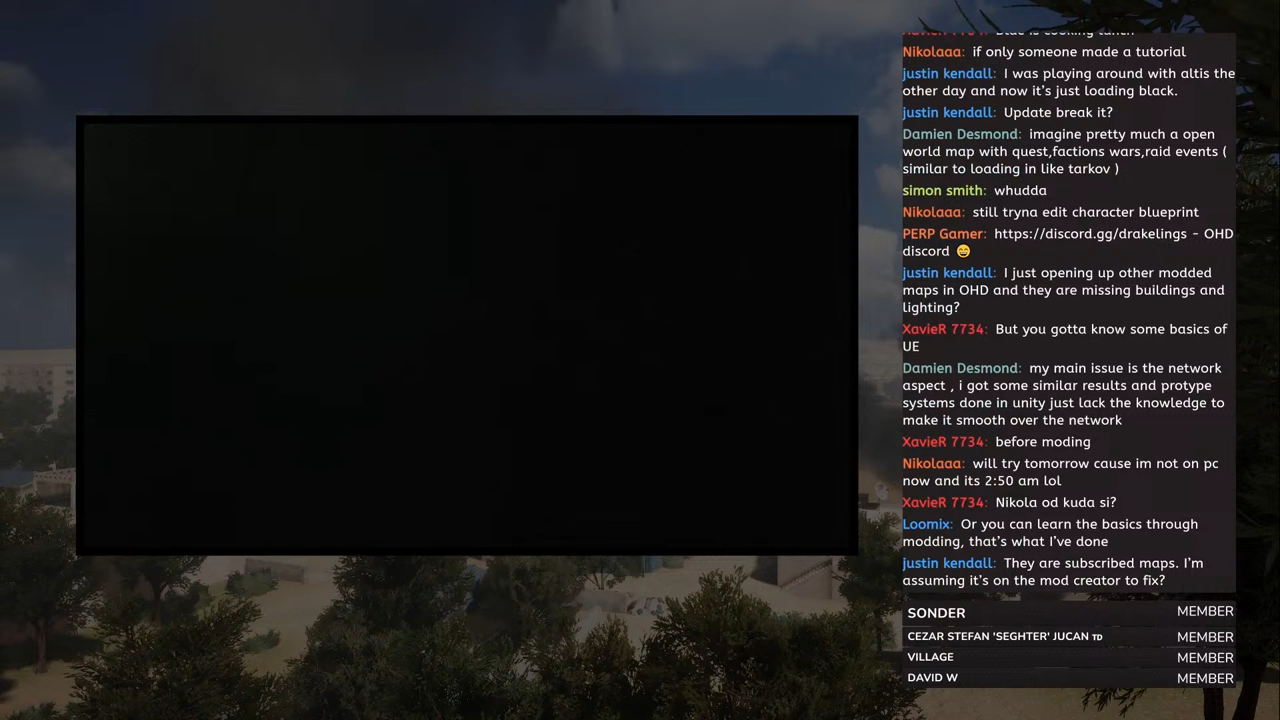 Nikolaaa: if only someone made a tutorial
justin kendall: I was playing around with altis the
other day and now it's just loading black.
justin kendall: Update break it?
Damien Desmond: imagine pretty much a open
world map with quest,factions wars,raid events (
similar to loading in like tarkov )
simon smith: whudda
Nikolaaa: still tryna edit character blueprint
PERP Gamer: https://discord.gg/drakelings - OHD
discord 😄
justin kendall: I just opening up other modded
maps in OHD and they are missing buildings and
lighting?
XavieR 7734: But you gotta know some basics of
UE
Damien Desmond: my main issue is the network
aspect , i got some similar results and protype
systems done in unity just lack the knowledge to
make it smooth over the network
XavieR 7734: before moding
Nikolaaa: will try tomorrow cause im not on pc
now and its 2:50 am lol
XavieR 7734: Nikola od kuda si?
Loomix: Or you can learn the basics through
modding, that's what I've done
justin kendall: They are subscribed maps. I'm
assuming it's on the mod creator to fix?
SONDER MEMBER
CEZAR STEFAN 'SEGHTER' JUCAN TD MEMBER
VILLAGE MEMBER
DAVID W MEMBER